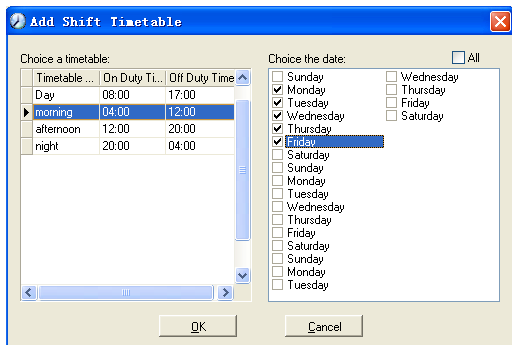 Add Shift Timetable
Choice a timetable:
Timetable ... On Duty Ti... Off Duty Time
Day 08:00 17:00
morning 04:00 12:00
afternoon 12:00 20:00
night 20:00 04:00
Choice the date:
All
Sunday
Monday
Tuesday
Wednesday
Thursday
Friday
Saturday
Sunday
Monday
Tuesday
Wednesday
Thursday
Friday
Saturday
Sunday
Monday
Tuesday
Wednesday
Thursday
Friday
Saturday
OK
Cancel